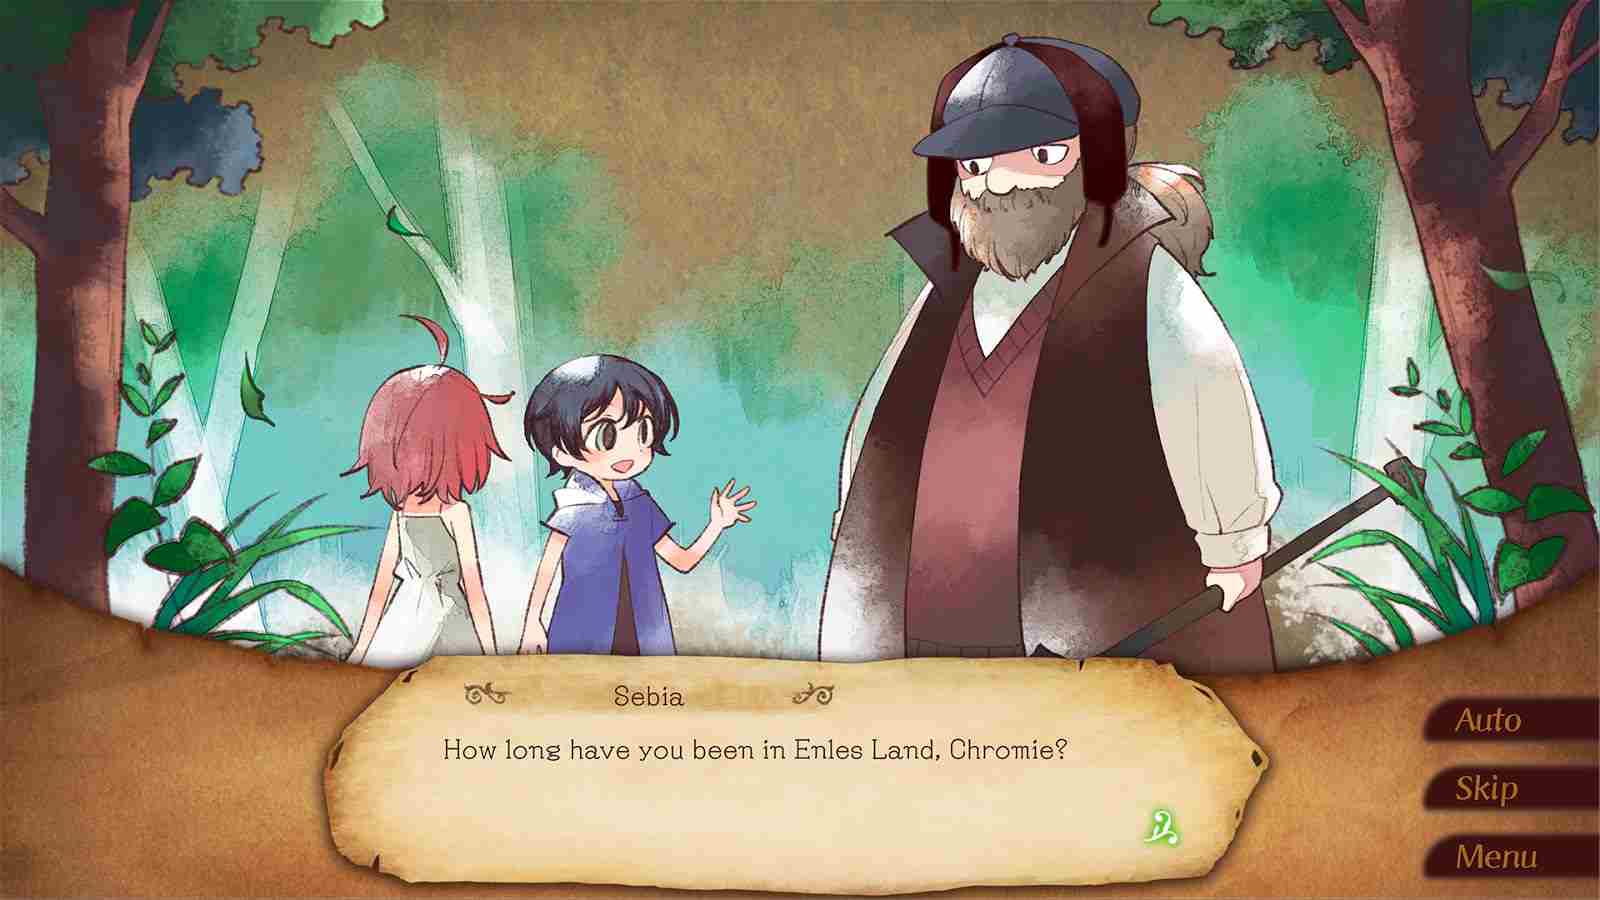 Sebia
How long have you been in Enles Land, Chromie?
Auto
Skip
Menu